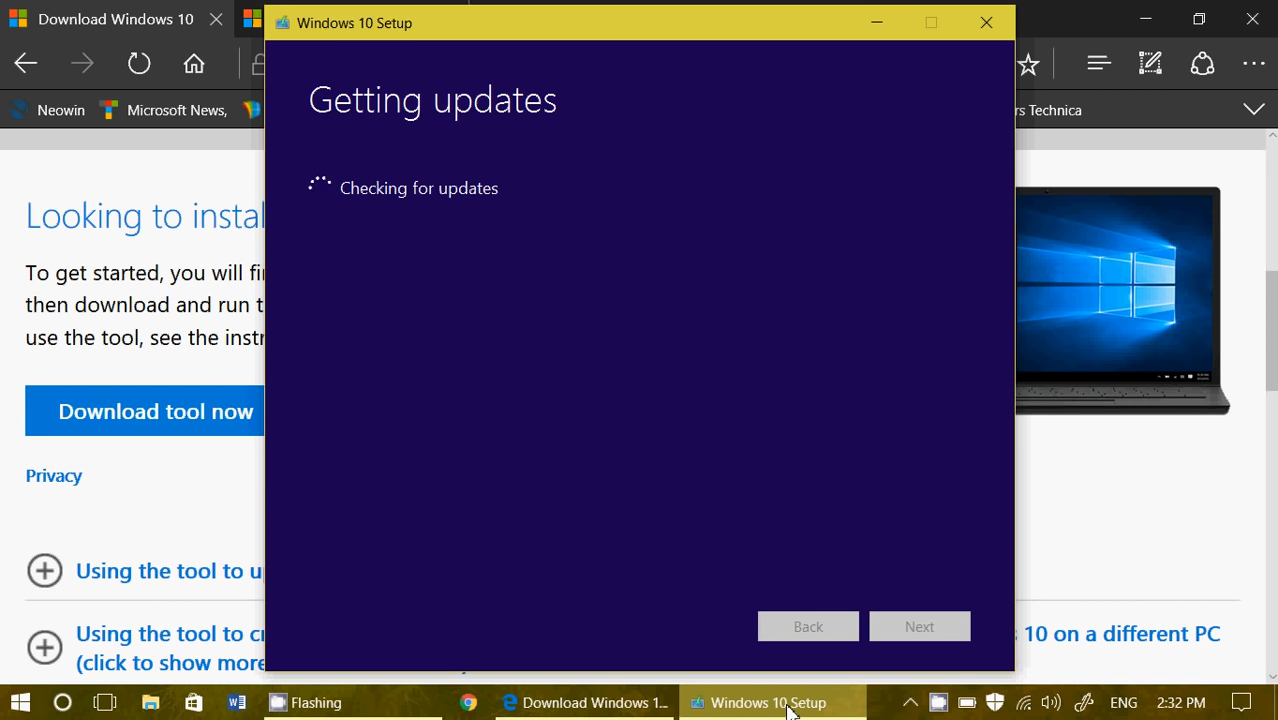 Download Windows 10
Windows 10 Setup
Neowin
Microsoft News,
rs Technica
Getting updates
Checking for updates
Looking to instal
To get started, you will fi
then download and run t
use the tool, see the instr
Download tool now
Privacy
Using the tool to u
Using the tool to cr
10 on a different PC
(click to show more
Back
Next
Flashing
Download Windows 1...
Windows 10 Setup
ENG
2:32 PM